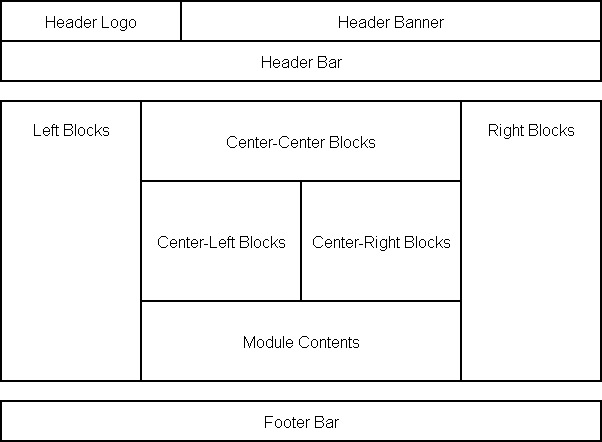 Header Logo
Header Banner
Header Bar
Left Blocks
Center-Center Blocks
Right Blocks
Center-Left Blocks
Center-Right Blocks
Module Contents
Footer Bar